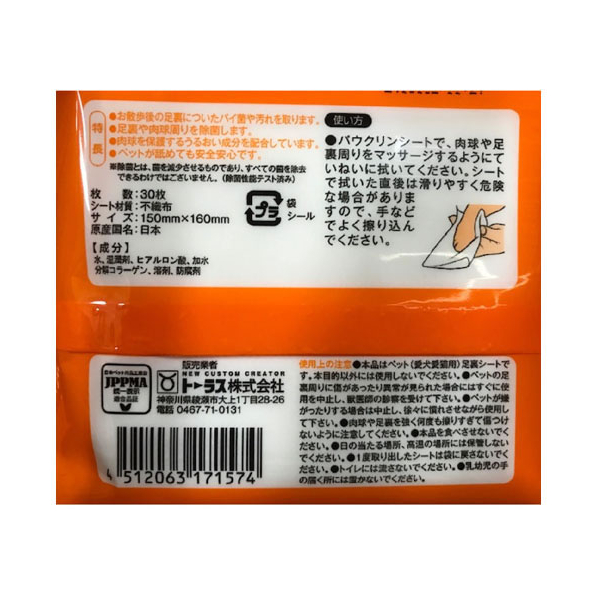 特長
●お散歩後の足裏についたバイ菌や汚れを取ります。
●足裏や肉球周りを除菌します。
●肉球を保護するうるおい成分を配合しています。
●ペットが舐めても安全安心です。
※除菌とは、菌を減少させるものであり、すべての菌を除去
できるわけではございません。(除菌性能テスト済み)
枚 数:30枚
シート材質:不織布
サ イ ズ:150mm×160mm
原産国名:日本
プラ
袋
シール
【成分】
水、湿潤剤、ヒアルロン酸、加水
分解コラーゲン、溶剤、防腐剤
使い方
●パウクリンシートで、肉球や足
裏周りをマッサージするようにて
いねいに拭いてください。シート
で拭いた直後は滑りやすく危険
な場合がありま
すので、手など
でよく擦り込ん
でください。
JPPMA
統一表示
適合品証
販売業者
NEW CUSTOM CREATOR
トラス株式会社
神奈川県綾瀬市大上1丁目28-26
電話 0467-71-0131
4 512063 171574
使用上の注意 ●本品はペット(愛犬愛猫用)足裏シートで
す。本目的以外には使用しないでください。●ペットの足
裏周りに傷があったり異常が見られた場合にはすぐに使用
を中止し、獣医師の診察を受けて下さい。●ペットが嫌
がったりする場合は中止し、徐々に慣れさせながら使用し
て下さい。●肉球や足裏を強く何度も擦りすぎて傷つけ
ないように注意してください。●本品を食べさせないでく
ださい。●日の当たる場所、高温の場所には保管しない
でください。●1度取り出したシートは袋に戻さないでく
ださい。●トイレには流さないでください。●乳幼児の手
の届く所には置かないでください。